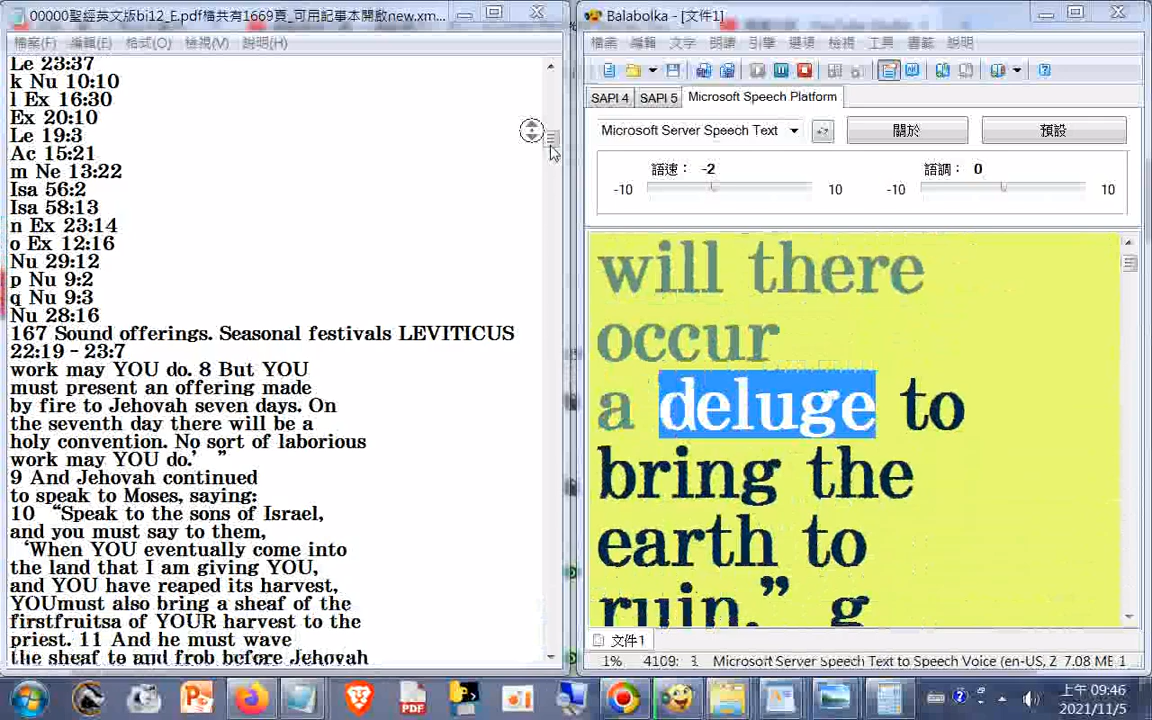 00000聖經英文版bi12_E.pdf檔共有1669頁_可用記事本開啟new.xm...
檔案(F) 編輯(E) 格式(O) 檢視(V) 說明(H)
Le 23:37
k Nu 10:10
l Ex 16:30
Ex 20:10
Le 19:3
Ac 15:21
m Ne 13:22
Isa 56:2
Isa 58:13
n Ex 23:14
o Ex 12:16
Nu 29:12
p Nu 9:2
q Nu 9:3
Nu 28:16
167 Sound offerings. Seasonal festivals LEVITICUS
22:19 - 23:7
work may YOU do. 8 But YOU
must present an offering made
by fire to Jehovah seven days. On
the seventh day there will be a
holy convention. No sort of laborious
work may YOU do.’ ”
9 And Jehovah continued
to speak to Moses, saying:
10 “Speak to the sons of Israel,
and you must say to them,
‘When YOU eventually come into
the land that I am giving YOU,
and YOU have reaped its harvest,
YOUmust also bring a sheaf of the
firstfruitsa of YOUR harvest to the
priest. 11 And he must wave
the sheaf to and frob before Jehovah
Balabolka - [文件1]
檔案 編輯 文字 朗讀 引擎 選項 檢視 工具 書籤 說明
SAPI 4 SAPI 5 Microsoft Speech Platform
Microsoft Server Speech Text 關於 預設
語速： -2 語調： 0
-10 10 -10 10
will there
occur
a deluge to
bring the
earth to
ruin.” g
文件1
1% 4109: Microsoft Server Speech Text to Speech Voice (en-US, Z 7.08 ME 1
PDF
上午 09:46
2021/11/5